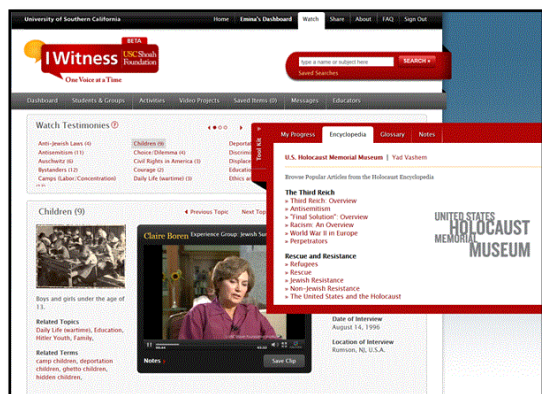 University of Southern California
Home
Emina's Dashboard
Watch
Share
About
FAQ
Sign Out
BETA
IWitness
USC Shoah
Foundation
One Voice at a Time
type a name or subject here
SEARCH »
Saved Searches
Dashboard
Students & Groups
Activities
Video Projects
Saved Items (0)
Messages
Educators
Watch Testimonies
Anti-Jewish Laws (4)
Antisemitism (11)
Auschwitz (6)
Bystanders (12)
Camps (Labor/Concentration)
Children (9)
Choice/Dilemma (4)
Civil Rights in America (3)
Courage (2)
Daily Life (wartime) (3)
Tool Kit
My Progress
Encyclopedia
Glossary
Notes
U.S. Holocaust Memorial Museum | Yad Vashem
Browse Popular Articles from the Holocaust Encyclopedia
The Third Reich
» Third Reich: Overview
» Antisemitism
» "Final Solution": Overview
» Racism: An Overview
» World War II in Europe
» Perpetrators
Rescue and Resistance
» Refugees
» Rescue
» Jewish Resistance
» Non-Jewish Resistance
» The United States and the Holocaust
UNITED STATES
HOLOCAUST
MEMORIAL
MUSEUM
Children (9)
Previous Topic
Next Top
Boys and girls under the age of
13.
Related Topics
Daily Life (wartime), Education,
Hitler Youth, Family,
Related Terms
camp children, deportation
children, ghetto children,
hidden children,
Claire Boren
Experience Group: Jewish Su
Notes
Save Clip
Date of Interview
August 14, 1996
Location of Interview
Rumson, NJ, U.S.A.